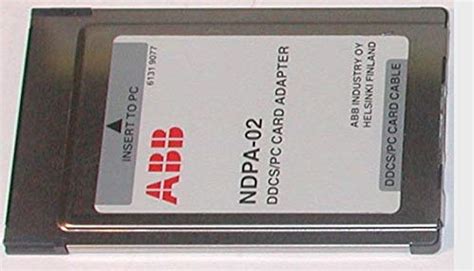 INSERT TO PC
6131 9077
ABB
NDPA-02
DDCS/PC CARD ADAPTER
ABB INDUSTRY OY
HELSINKI FINLAND
DDCS/PC CARD CABLE